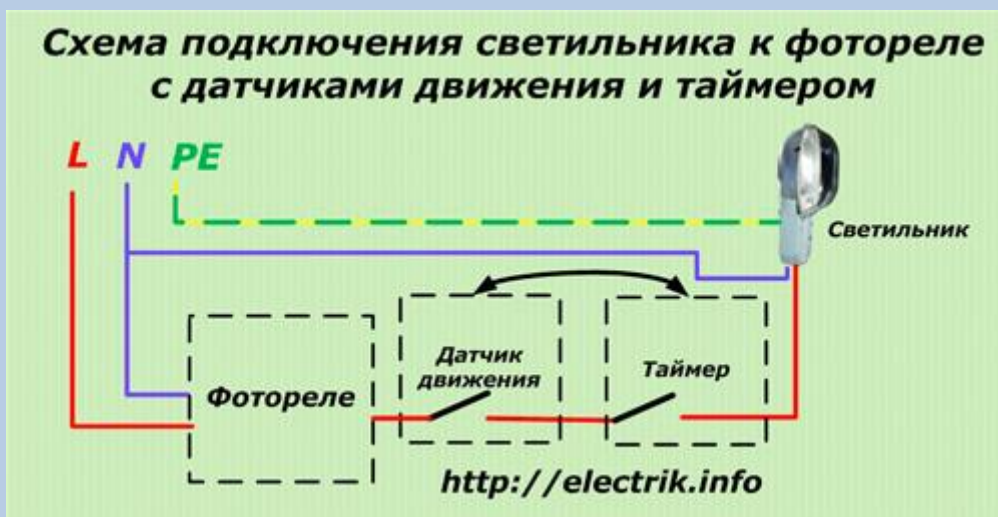 Схема подключения светильника к фотореле
с датчиками движения и таймером
L N PE
Светильник
Датчик
движения
Таймер
Фотореле
http://electrik.info